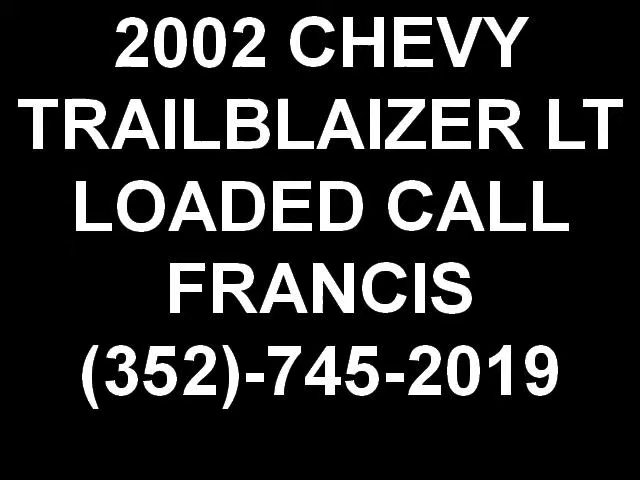 2002 CHEVY
TRAILBLAIZER LT
LOADED CALL
FRANCIS
(352)-745-2019